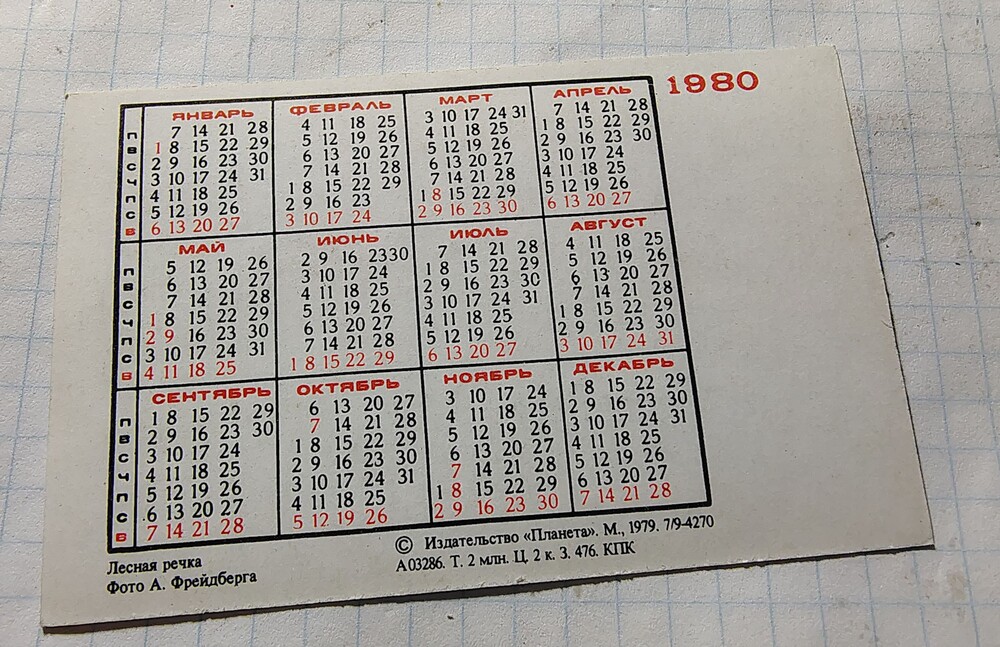 1980
ЯНВАРЬ ФЕВРАЛЬ МАРТ АПРЕЛЬ
П 7 14 21 28 4 11 18 25 3 10 17 24 31 7 14 21 28
В 1 8 15 22 29 5 12 19 26 4 11 18 25 1 8 15 22 29
С 2 9 16 23 30 6 13 20 27 5 12 19 26 2 9 16 23 30
Ч 3 10 17 24 31 7 14 21 28 6 13 20 27 3 10 17 24
П 4 11 18 25 1 8 15 22 29 7 14 21 28 4 11 18 25
С 5 12 19 26 2 9 16 23 1 8 15 22 29 5 12 19 26
В 6 13 20 27 3 10 17 24 2 9 16 23 30 6 13 20 27
МАЙ ИЮНЬ ИЮЛЬ АВГУСТ
П 5 12 19 26 2 9 16 23 30 7 14 21 28 4 11 18 25
В 6 13 20 27 3 10 17 24 1 8 15 22 29 5 12 19 26
С 7 14 21 28 4 11 18 25 2 9 16 23 30 6 13 20 27
Ч 1 8 15 22 29 5 12 19 26 3 10 17 24 31 7 14 21 28
П 2 9 16 23 30 6 13 20 27 4 11 18 25 1 8 15 22 29
С 3 10 17 24 31 7 14 21 28 5 12 19 26 2 9 16 23 30
В 4 11 18 25 1 8 15 22 29 6 13 20 27 3 10 17 24 31
СЕНТЯБРЬ ОКТЯБРЬ НОЯБРЬ ДЕКАБРЬ
П 1 8 15 22 29 6 13 20 27 3 10 17 24 1 8 15 22 29
В 2 9 16 23 30 7 14 21 28 4 11 18 25 2 9 16 23 30
С 3 10 17 24 1 8 15 22 29 5 12 19 26 3 10 17 24 31
Ч 4 11 18 25 2 9 16 23 30 6 13 20 27 4 11 18 25
П 5 12 19 26 3 10 17 24 31 7 14 21 28 5 12 19 26
С 6 13 20 27 4 11 18 25 1 8 15 22 29 6 13 20 27
В 7 14 21 28 5 12 19 26 2 9 16 23 30 7 14 21 28
Лесная речка
Фото А. Фрейдберга
© Издательство «Планета». М., 1979. 7/9-4270
А 03286. Т. 2 млн. Ц. 2 к. З. 476. КПК